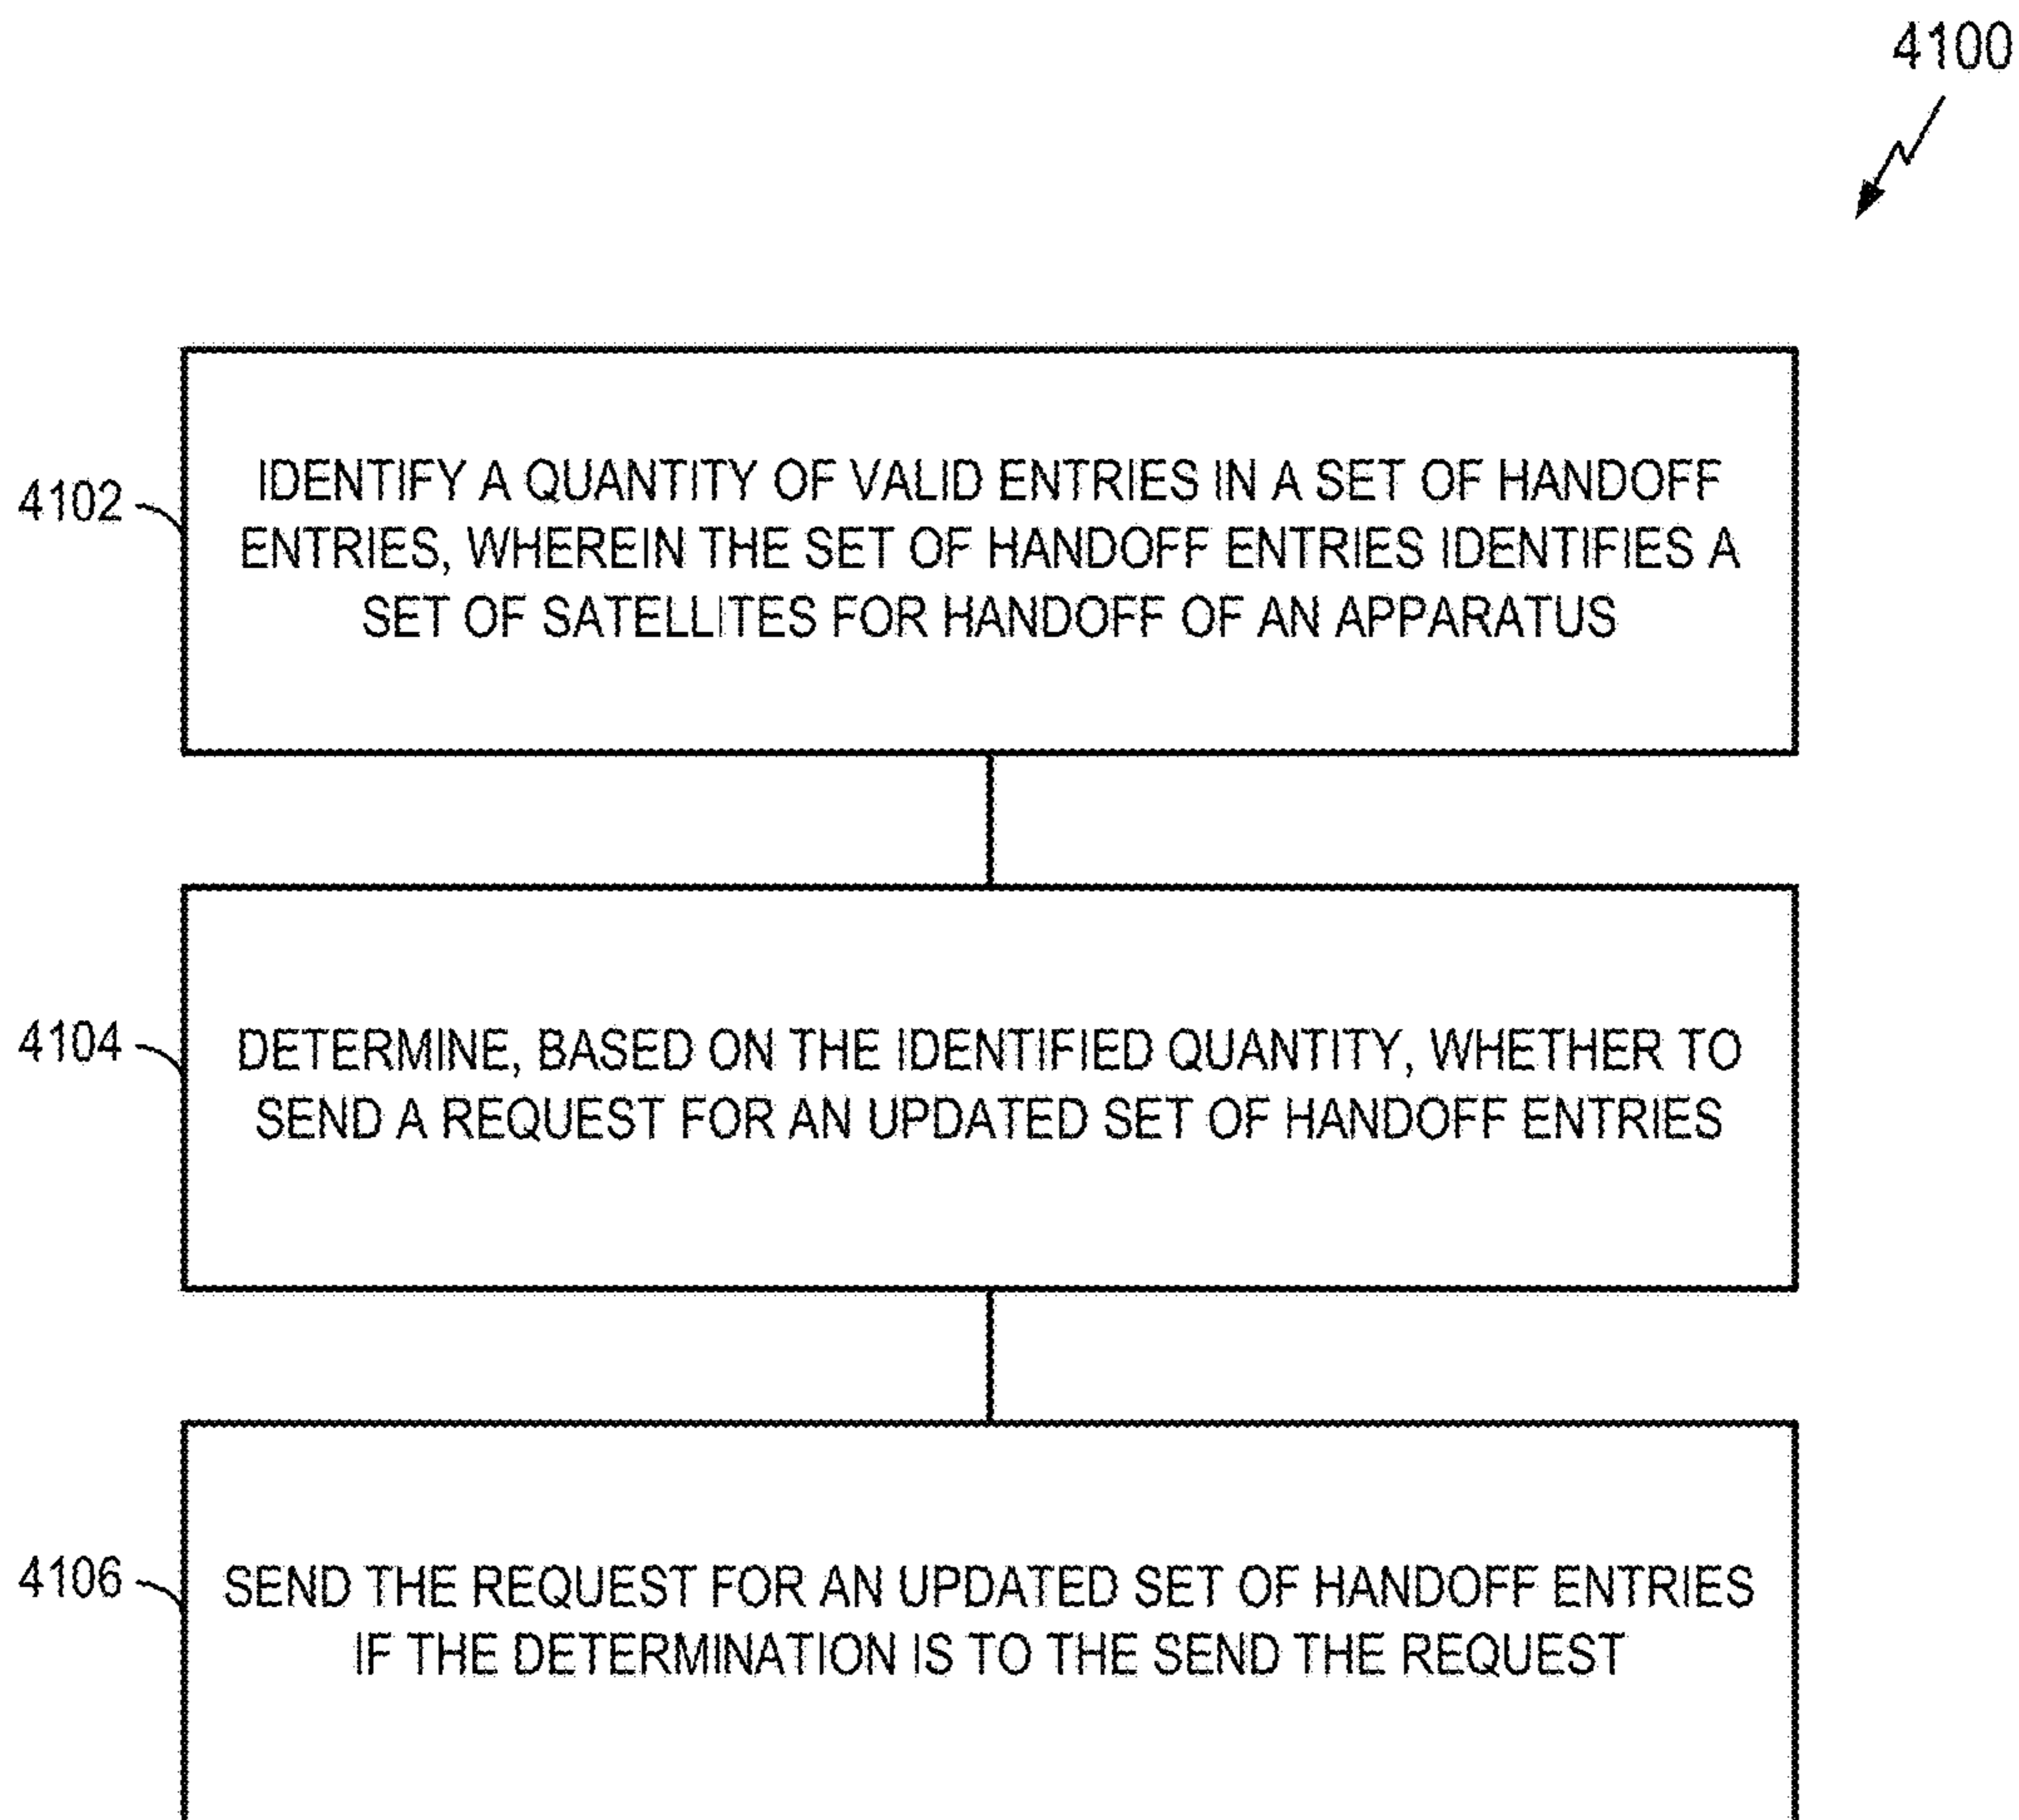 4100
4102
IDENTIFY A QUANTITY OF VALID ENTRIES IN A SET OF HANDOFF
ENTRIES, WHEREIN THE SET OF HANDOFF ENTRIES IDENTIFIES A
SET OF SATELLITES FOR HANDOFF OF AN APPARATUS
4104
DETERMINE, BASED ON THE IDENTIFIED QUANTITY, WHETHER TO
SEND A REQUEST FOR AN UPDATED SET OF HANDOFF ENTRIES
4106
SEND THE REQUEST FOR AN UPDATED SET OF HANDOFF ENTRIES
IF THE DETERMINATION IS TO THE SEND THE REQUEST